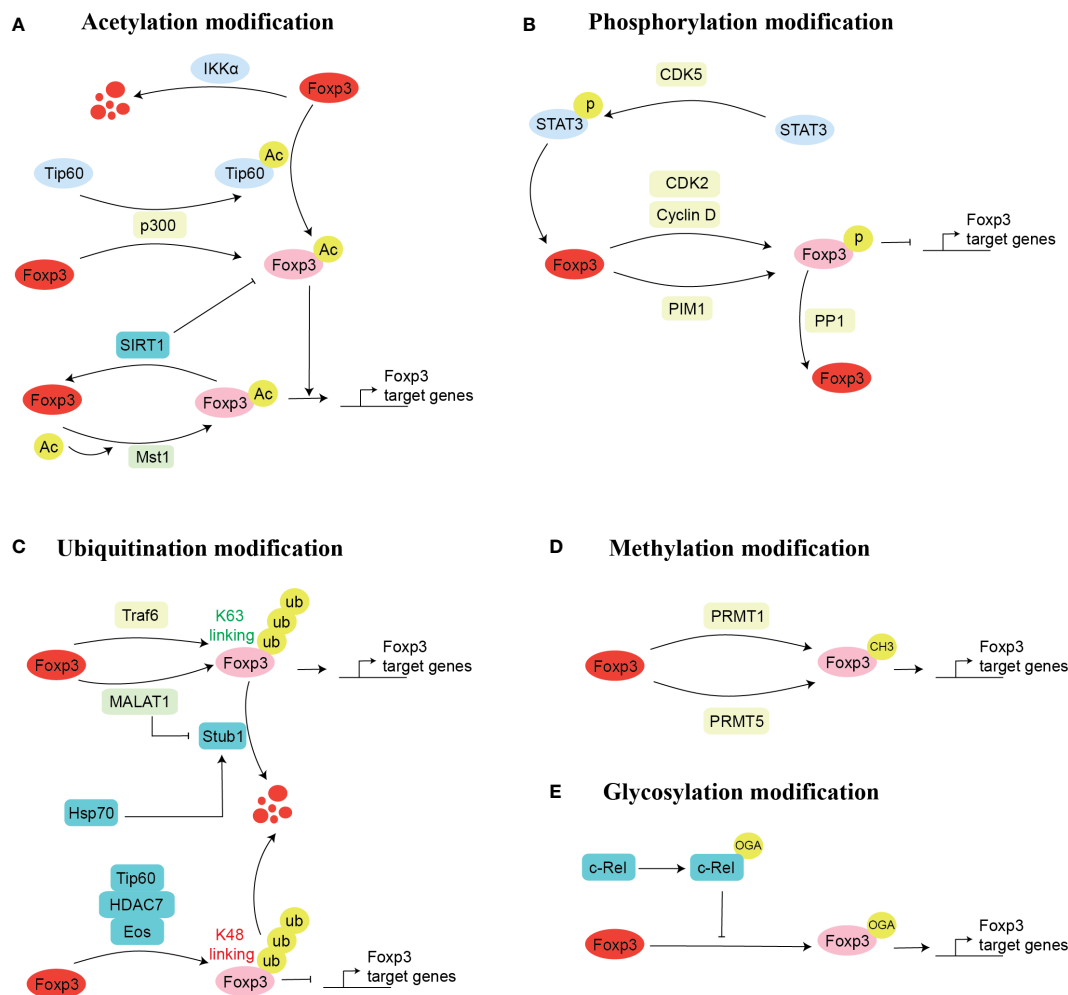 A
Acetylation modification
IKKα
Foxp3
Ac
Tip60
Tip60
p300
Ac
Foxp3
Foxp3
SIRT1
Foxp3
Foxp3
Ac
Foxp3
target genes
Ac
Mst1
B
Phosphorylation modification
CDK5
p
STAT3
STAT3
CDK2
Cyclin D
Foxp3
Foxp3
p
Foxp3
target genes
PIM1
PP1
Foxp3
C
Ubiquitination modification
Traf6
K63
linking
ub
ub
ub
Foxp3
Foxp3
Foxp3
target genes
MALAT1
Stub1
Hsp70
Tip60
HDAC7
Eos
K48
linking
ub
ub
ub
Foxp3
Foxp3
Foxp3
target genes
D
Methylation modification
PRMT1
Foxp3
Foxp3
CH3
Foxp3
target genes
PRMT5
E
Glycosylation modification
c-Rel
c-Rel
OGA
Foxp3
Foxp3
OGA
Foxp3
target genes